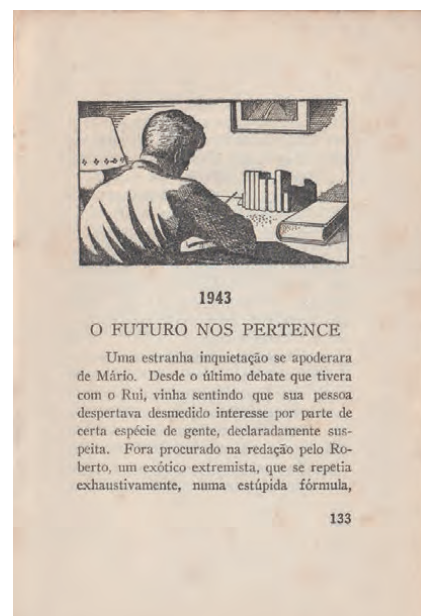 1943
O FUTURO NOS PERTENCE
Uma estranha inquietação se apoderara
de Mário. Desde o último debate que tivera
com o Rui, vinha sentindo que sua pessoa
despertava desmedido interesse por parte de
certa espécie de gente, declaradamente sus-
peita. Fora procurado na redação pelo Ro-
berto, um exótico extremista, que se repetia
exhaustivamente, numa estúpida fórmula,
133